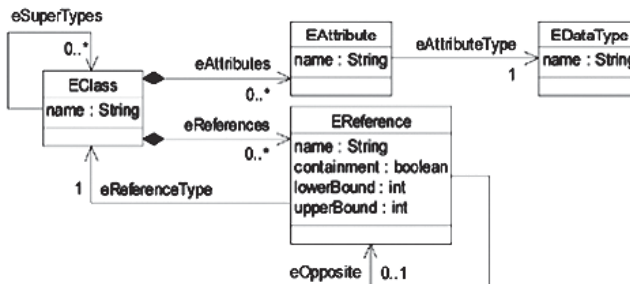 eSuperTypes
0..*
EClass
name : String
eAttributes
0..*
EAttribute
name : String
eAttributeType
1
EDataType
name : String
eReferences
0..*
EReference
name : String
containment : boolean
lowerBound : int
upperBound : int
1
eReferenceType
eOpposite
0..1